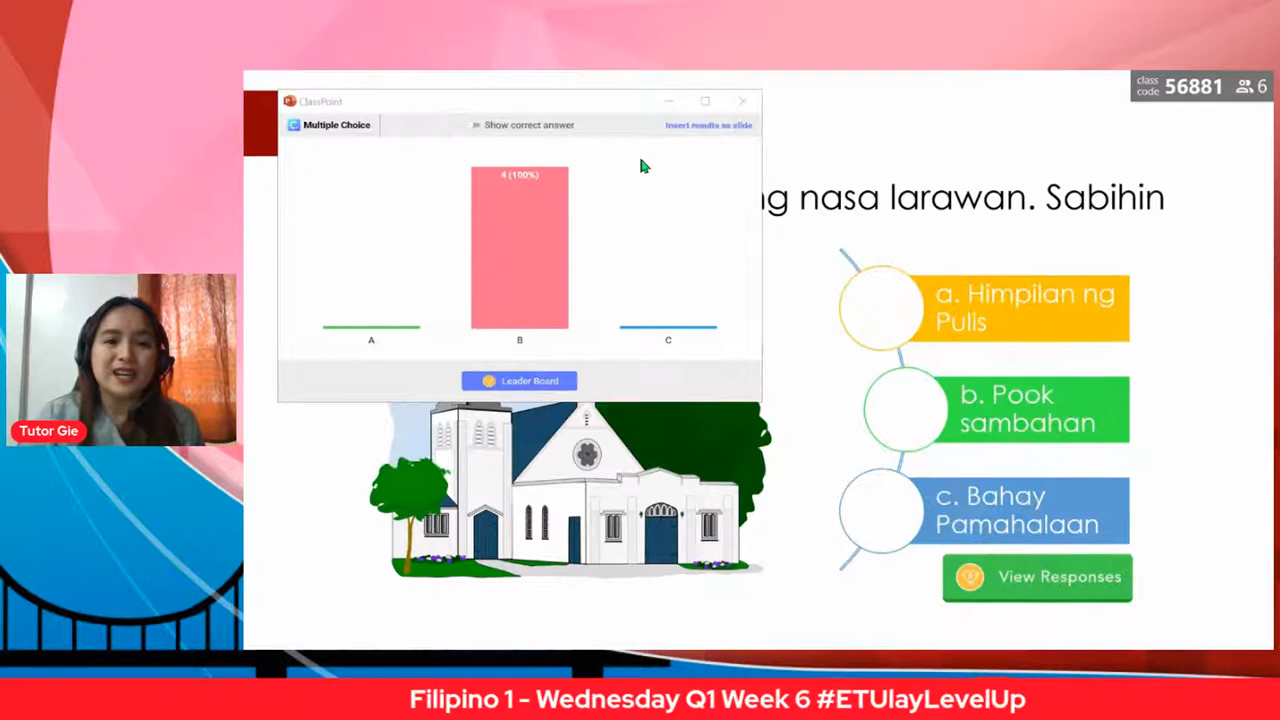 class code 56881 6
ClassPoint
Multiple Choice
Show correct answer
Insert results as slide
4 (100%)
A
B
C
Leader Board
ng nasa larawan. Sabihin
a. Himpilan ng
Pulis
b. Pook
sambahan
c. Bahay
Pamahalaan
View Responses
Tutor Gie
Filipino 1 - Wednesday Q1 Week 6 #ETUlayLevelUp